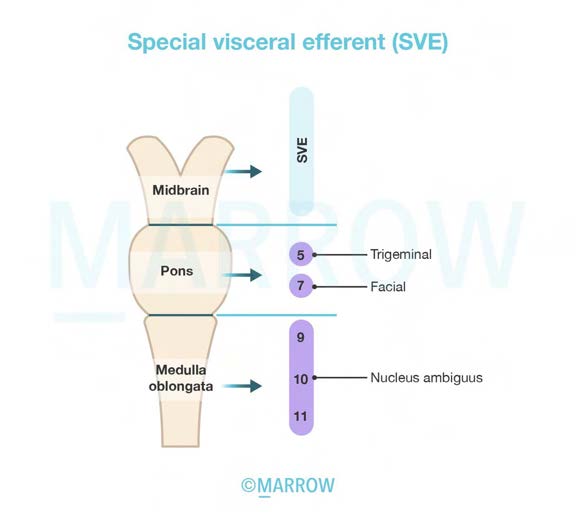 Special visceral efferent (SVE)
SVE
Midbrain
MARROW
5
Trigeminal
Pons
7
Facial
9
Medulla
oblongata
10
Nucleus ambiguus
11
©MARROW